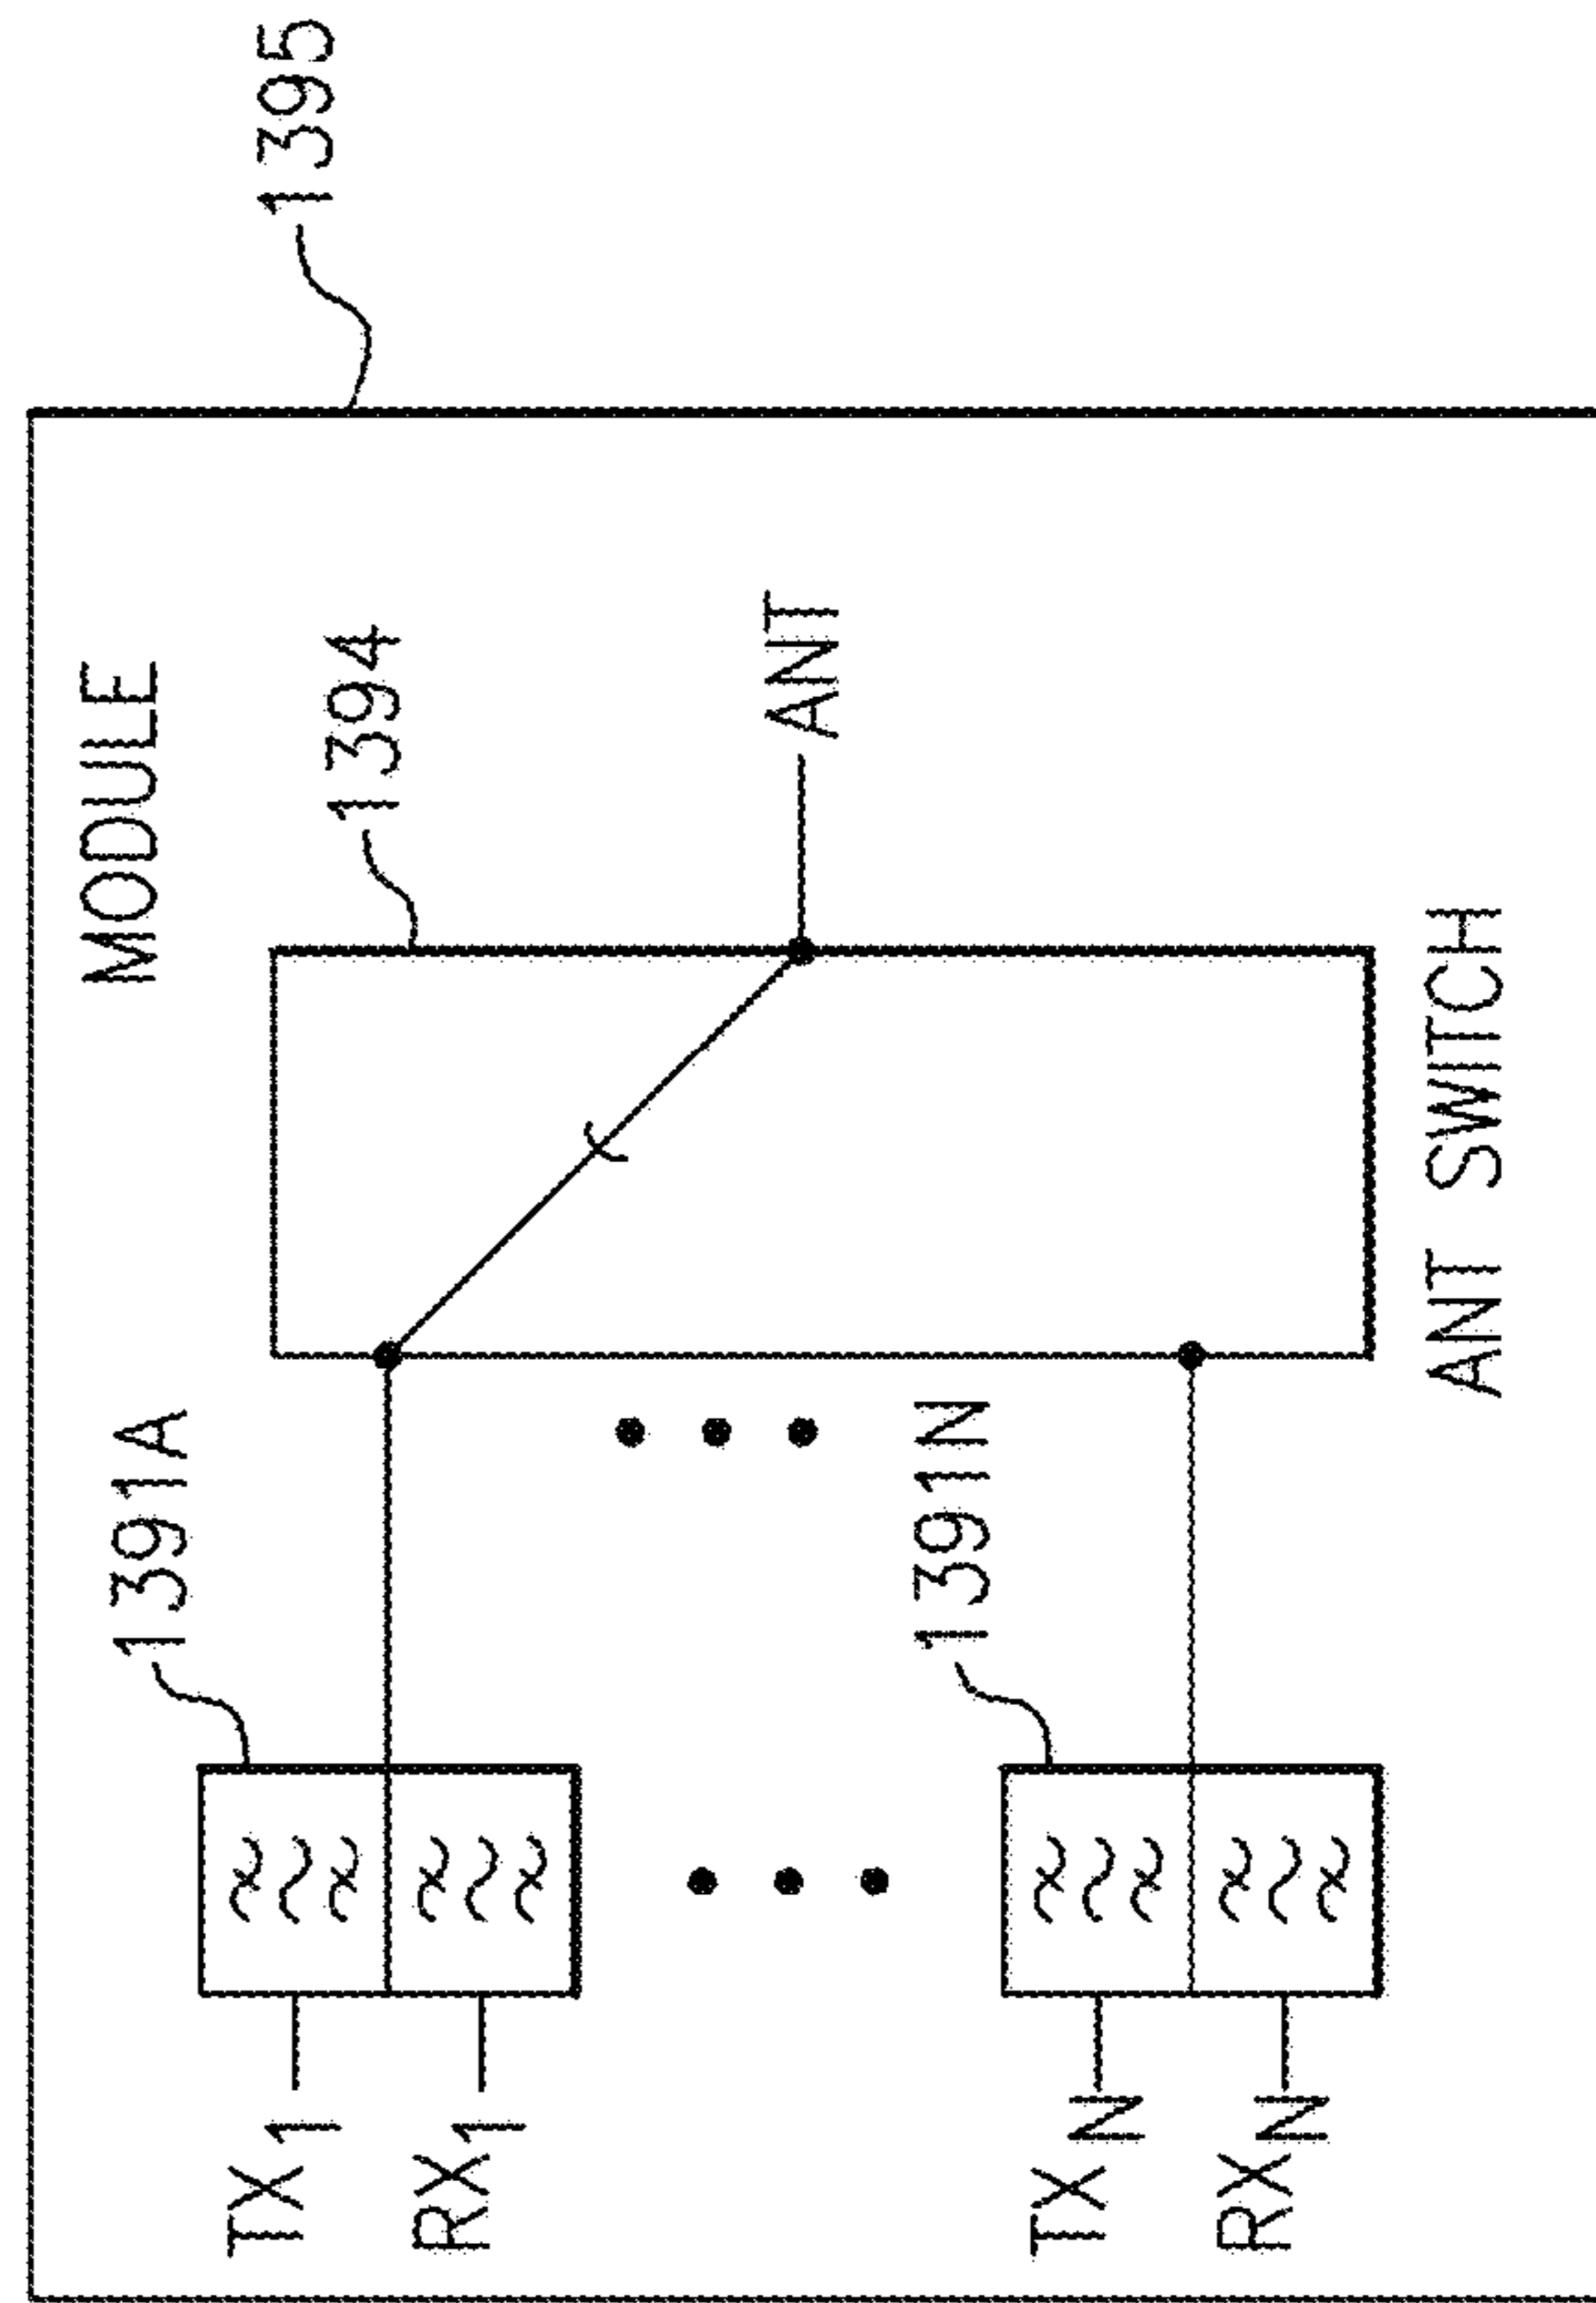 1395
MODULE
1394
1391A
TX1
RX1
ANT
1391N
TXN
RXN
ANT SWITCH